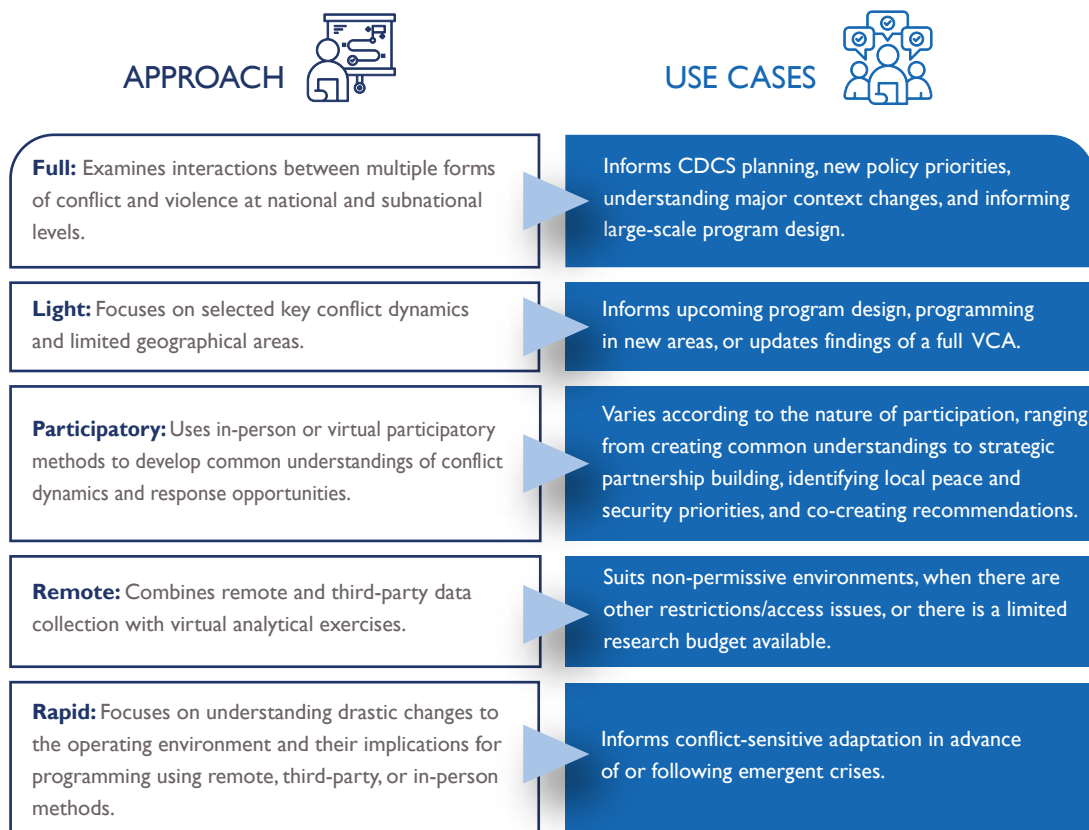 APPROACH
USE CASES
Full: Examines interactions between multiple forms
of conflict and violence at national and subnational
levels.
Informs CDCS planning, new policy priorities,
understanding major context changes, and informing
large-scale program design.
Light: Focuses on selected key conflict dynamics
and limited geographical areas.
Informs upcoming program design, programming
in new areas, or updates findings of a full VCA.
Participatory: Uses in-person or virtual participatory
methods to develop common understandings of conflict
dynamics and response opportunities.
Varies according to the nature of participation, ranging
from creating common understandings to strategic
partnership building, identifying local peace and
security priorities, and co-creating recommendations.
Remote: Combines remote and third-party data
collection with virtual analytical exercises.
Suits non-permissive environments, when there are
other restrictions/access issues, or there is a limited
research budget available.
Rapid: Focuses on understanding drastic changes to
the operating environment and their implications for
programming using remote, third-party, or in-person
methods.
Informs conflict-sensitive adaptation in advance
of or following emergent crises.